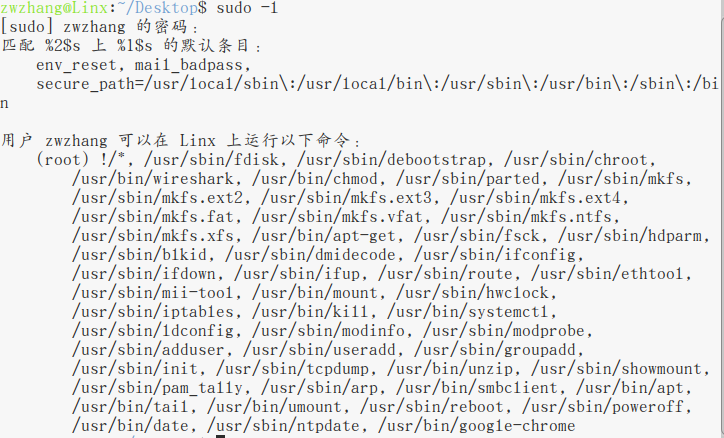 zwzhang@Linx:~/Desktop$ sudo -l
[sudo] zwzhang 的密码：
匹配 %2$s 上 %1$s 的默认条目：
env_reset, mail_badpass,
secure_path=/usr/local/sbin\:/usr/local/bin\:/usr/sbin\:/usr/bin\:/sbin\:/bi
n
用户 zwzhang 可以在 Linx 上运行以下命令：
(root) !/*, /usr/sbin/fdisk, /usr/sbin/debootstrap, /usr/sbin/chroot,
/usr/bin/wireshark, /usr/bin/chmod, /usr/sbin/parted, /usr/sbin/mkfs,
/usr/sbin/mkfs.ext2, /usr/sbin/mkfs.ext3, /usr/sbin/mkfs.ext4,
/usr/sbin/mkfs.fat, /usr/sbin/mkfs.vfat, /usr/sbin/mkfs.ntfs,
/usr/sbin/mkfs.xfs, /usr/bin/apt-get, /usr/sbin/fsck, /usr/sbin/hdparm,
/usr/sbin/blkid, /usr/sbin/dmidecode, /usr/sbin/ifconfig,
/usr/sbin/ifdown, /usr/sbin/ifup, /usr/sbin/route, /usr/sbin/ethtool,
/usr/sbin/mii-tool, /usr/bin/mount, /usr/sbin/hwclock,
/usr/sbin/iptables, /usr/bin/kill, /usr/bin/systemctl,
/usr/sbin/ldconfig, /usr/sbin/modinfo, /usr/sbin/modprobe,
/usr/sbin/adduser, /usr/sbin/useradd, /usr/sbin/groupadd,
/usr/sbin/init, /usr/sbin/tcpdump, /usr/bin/unzip, /usr/sbin/showmount,
/usr/sbin/pam_tally, /usr/sbin/arp, /usr/bin/smbclient, /usr/bin/apt,
/usr/bin/tail, /usr/bin/umount, /usr/sbin/reboot, /usr/sbin/poweroff,
/usr/bin/date, /usr/sbin/ntpdate, /usr/bin/google-chrome